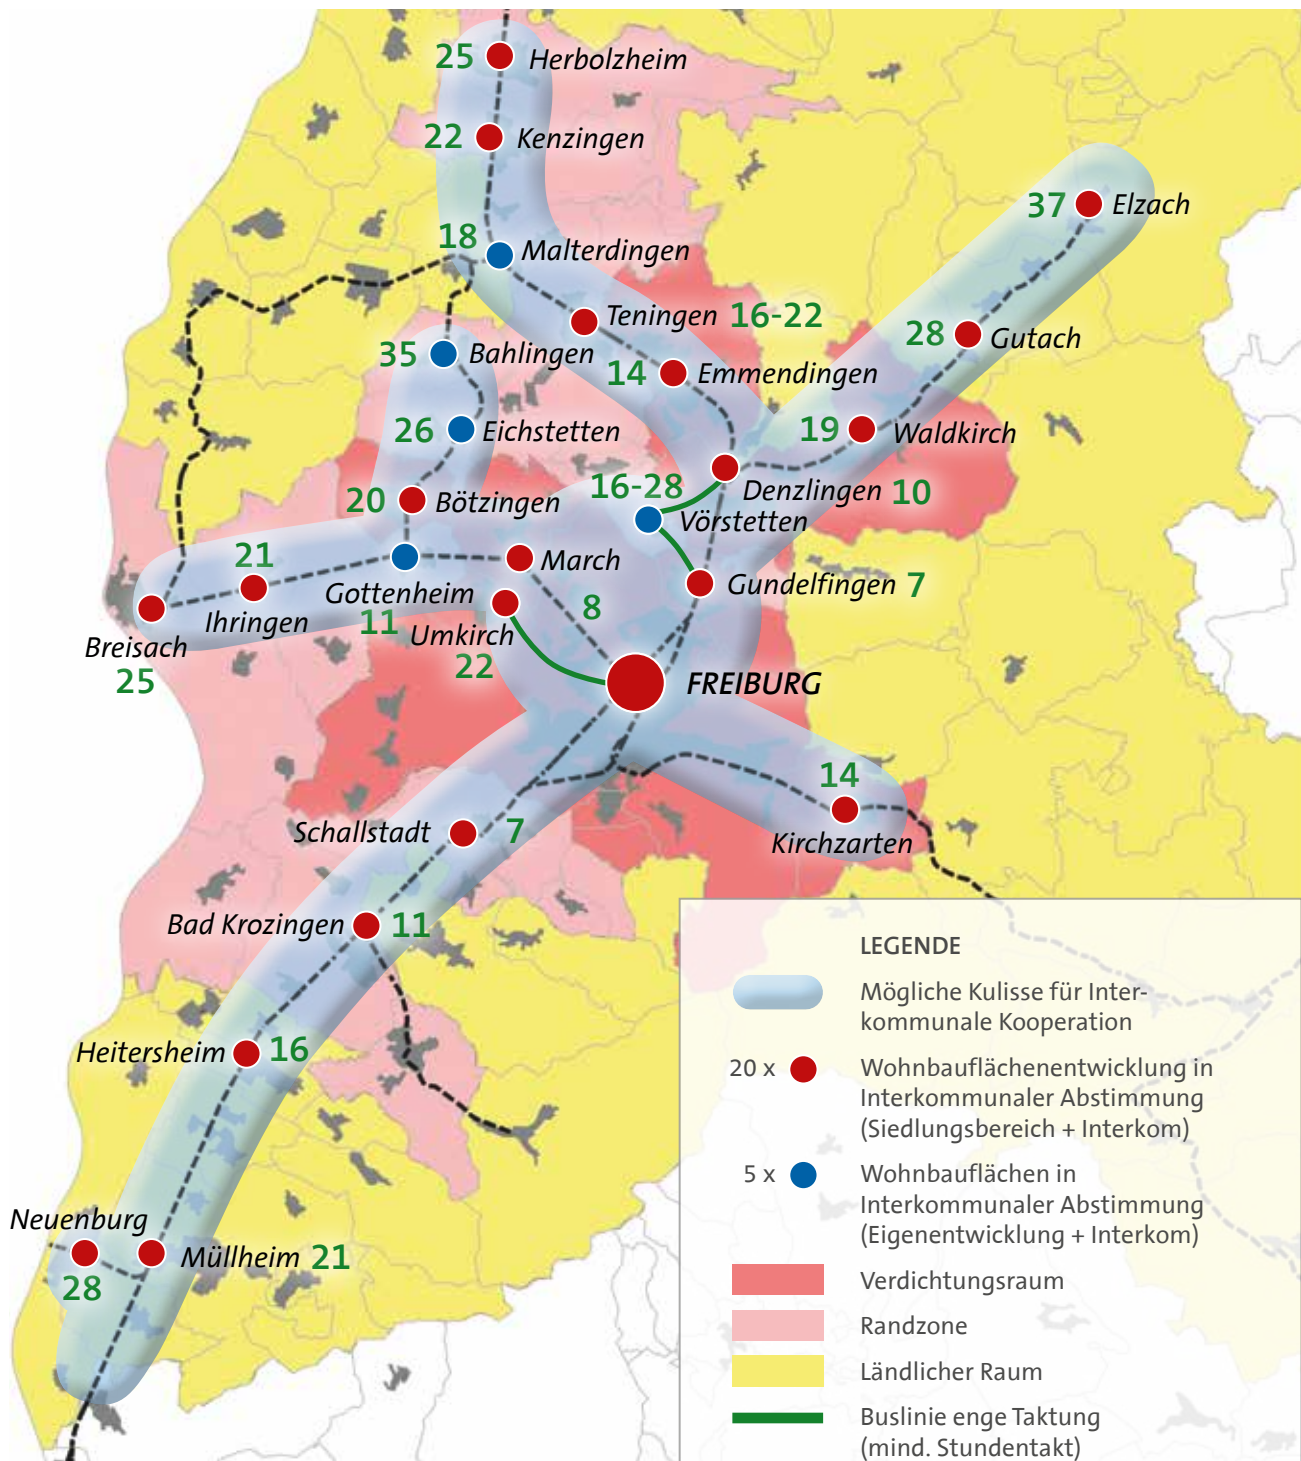 25 Herbolzheim
22 Kenzingen
37 Elzach
18 Malterdingen
Teningen 16-22
28 Gutach
35 Bahlingen
14 Emmendingen
26 Eichstetten
19 Waldkirch
16-28
Denzlingen 10
20 Bötzingen
Vörstetten
21
March
Gundelfingen 7
Gottenheim
11
8
Ihringen
Umkirch
22
Breisach
25
FREIBURG
14
Kirchzarten
Schallstadt 7
Bad Krozingen 11
Heitersheim 16
Neuenburg
28
Müllheim 21
LEGENDE
Mögliche Kulisse für Inter-
kommunale Kooperation
20 x Wohnbauflächenentwicklung in
Interkommunaler Abstimmung
(Siedlungsbereich + Interkom)
5 x Wohnbauflächen in
Interkommunaler Abstimmung
(Eigenentwicklung + Interkom)
Verdichtungsraum
Randzone
Ländlicher Raum
Buslinie enge Taktung
(mind. Stundentakt)